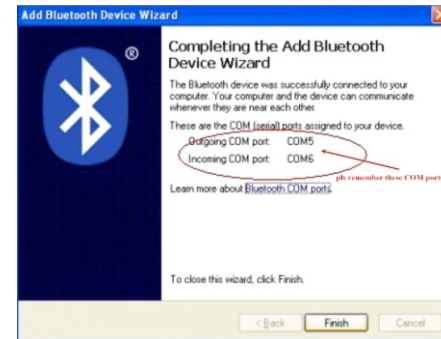 Add Bluetooth Device Wizard
®
Completing the Add Bluetooth
Device Wizard
The Bluetooth device was successfully connected to your
computer. Your computer and the device can communicate
whenever they are near each other.
These are the COM (serial) ports assigned to your device.
Outgoing COM port: COM5
Incoming COM port: COM6
pls remember these COM ports
Learn more about Bluetooth COM ports.
To close this wizard, click Finish.
< Back Finish Cancel